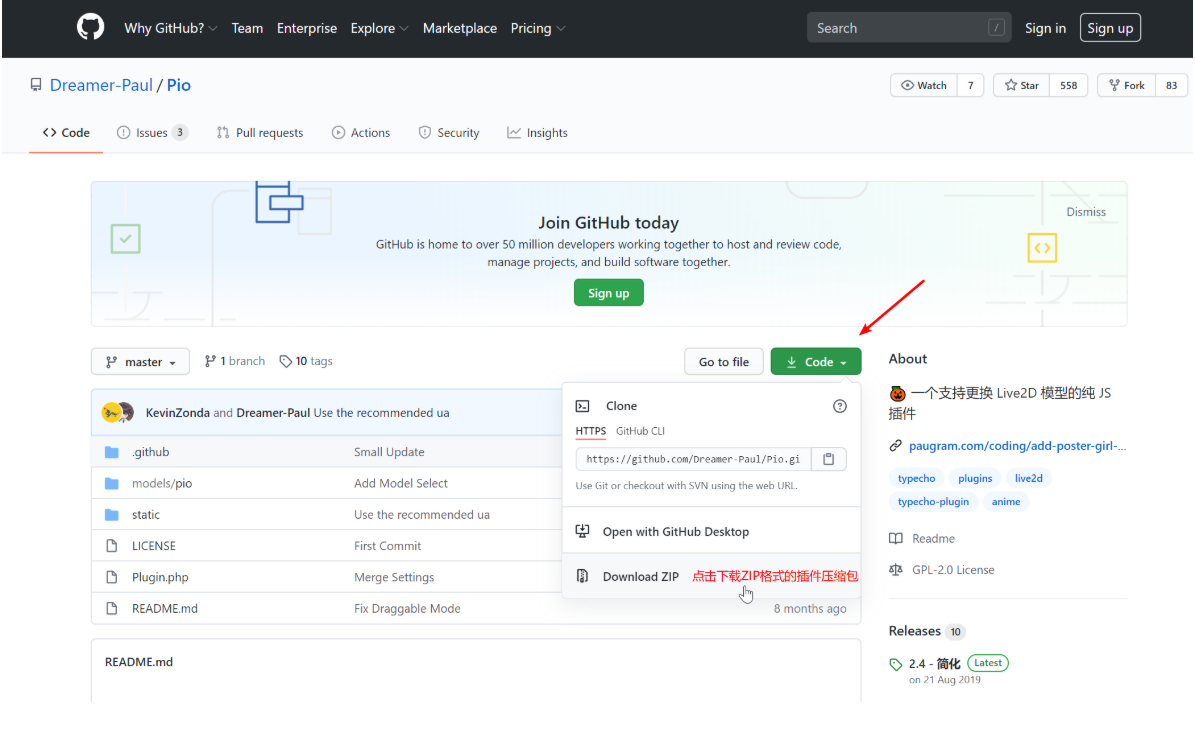 Why GitHub? Team Enterprise Explore Marketplace Pricing Search / Sign in Sign up
Dreamer-Paul / Pio Watch 7 Star 558 Fork 83
Code Issues 3 Pull requests Actions Security Insights
Dismiss
Join GitHub today
GitHub is home to over 50 million developers working together to host and review code,
manage projects, and build software together.
Sign up
master 1 branch 10 tags Go to file Code
KevinZonda and Dreamer-Paul Use the recommended ua
.github Small Update
models/pio Add Model Select
static Use the recommended ua
LICENSE First Commit
Plugin.php Merge Settings
README.md Fix Draggable Mode 8 months ago
Clone ?
HTTPS GitHub CLI
https://github.com/Dreamer-Paul/Pio.gi
Use Git or checkout with SVN using the web URL.
Open with GitHub Desktop
Download ZIP 点击下载ZIP格式的插件压缩包
README.md
About
一个支持更换 Live2D 模型的纯 JS
插件
paugram.com/coding/add-poster-girl-...
typecho plugins live2d
typecho-plugin anime
Readme
GPL-2.0 License
Releases 10
2.4 - 简化 Latest
on 21 Aug 2019